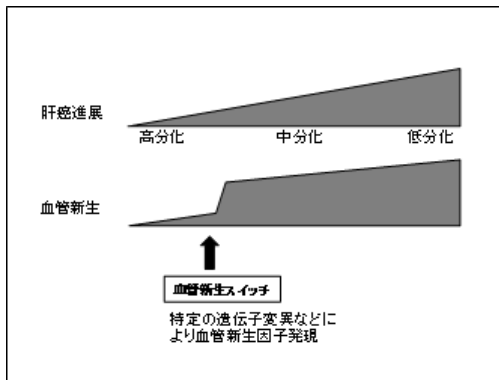 肝癌進展
高分化 中分化 低分化
血管新生
血管新生スイッチ
特定の遺伝子変異などに
より血管新生因子発現